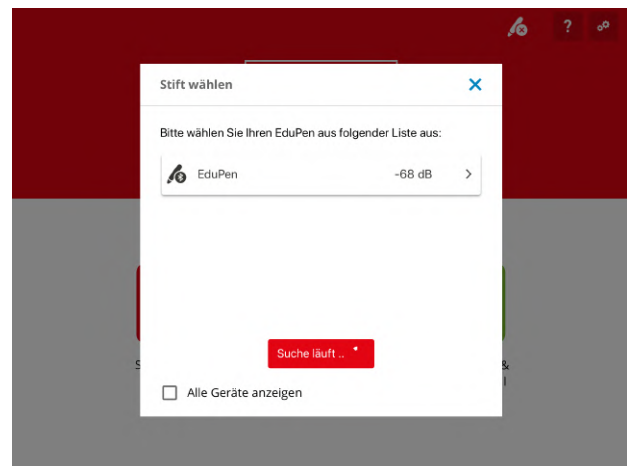 ?
Stift wählen
Bitte wählen Sie Ihren EduPen aus folgender Liste aus:
EduPen -68 dB
Suche läuft ..
S
&
l
Alle Geräte anzeigen